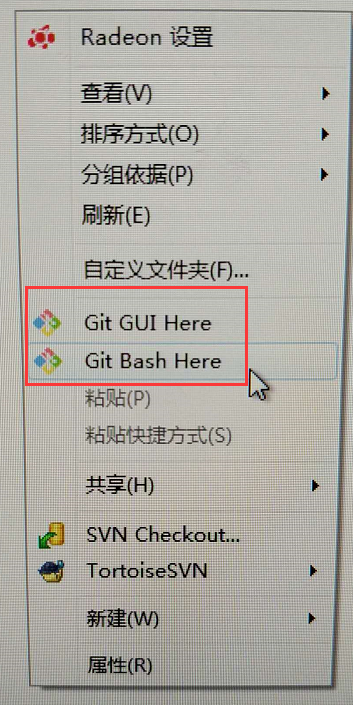 Radeon 设置
查看(V)
排序方式(O)
分组依据(P)
刷新(E)
自定义文件夹(F)...
Git GUI Here
Git Bash Here
粘贴(P)
粘贴快捷方式(S)
共享(H)
SVN Checkout...
TortoiseSVN
新建(W)
属性(R)